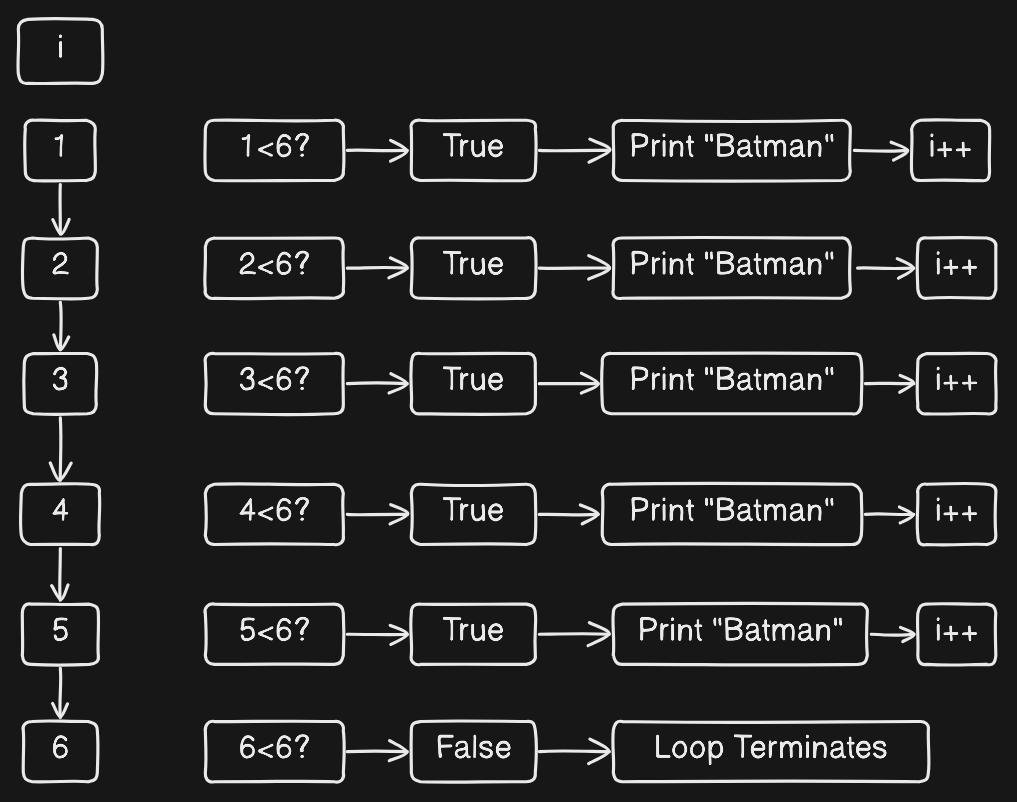 i
1 1<6? True Print "Batman" i++
2 2<6? True Print "Batman" i++
3 3<6? True Print "Batman" i++
4 4<6? True Print "Batman" i++
5 5<6? True Print "Batman" i++
6 6<6? False Loop Terminates